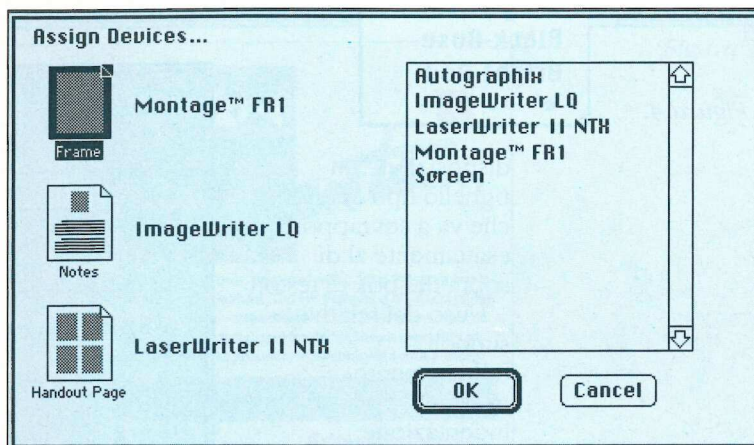 Assign Devices...
Montage™ FR1
Frame
ImageWriter LQ
Notes
LaserWriter II NTX
Handout Page
Autographix
ImageWriter LQ
LaserWriter II NTX
Montage™ FR1
Screen
OK
Cancel